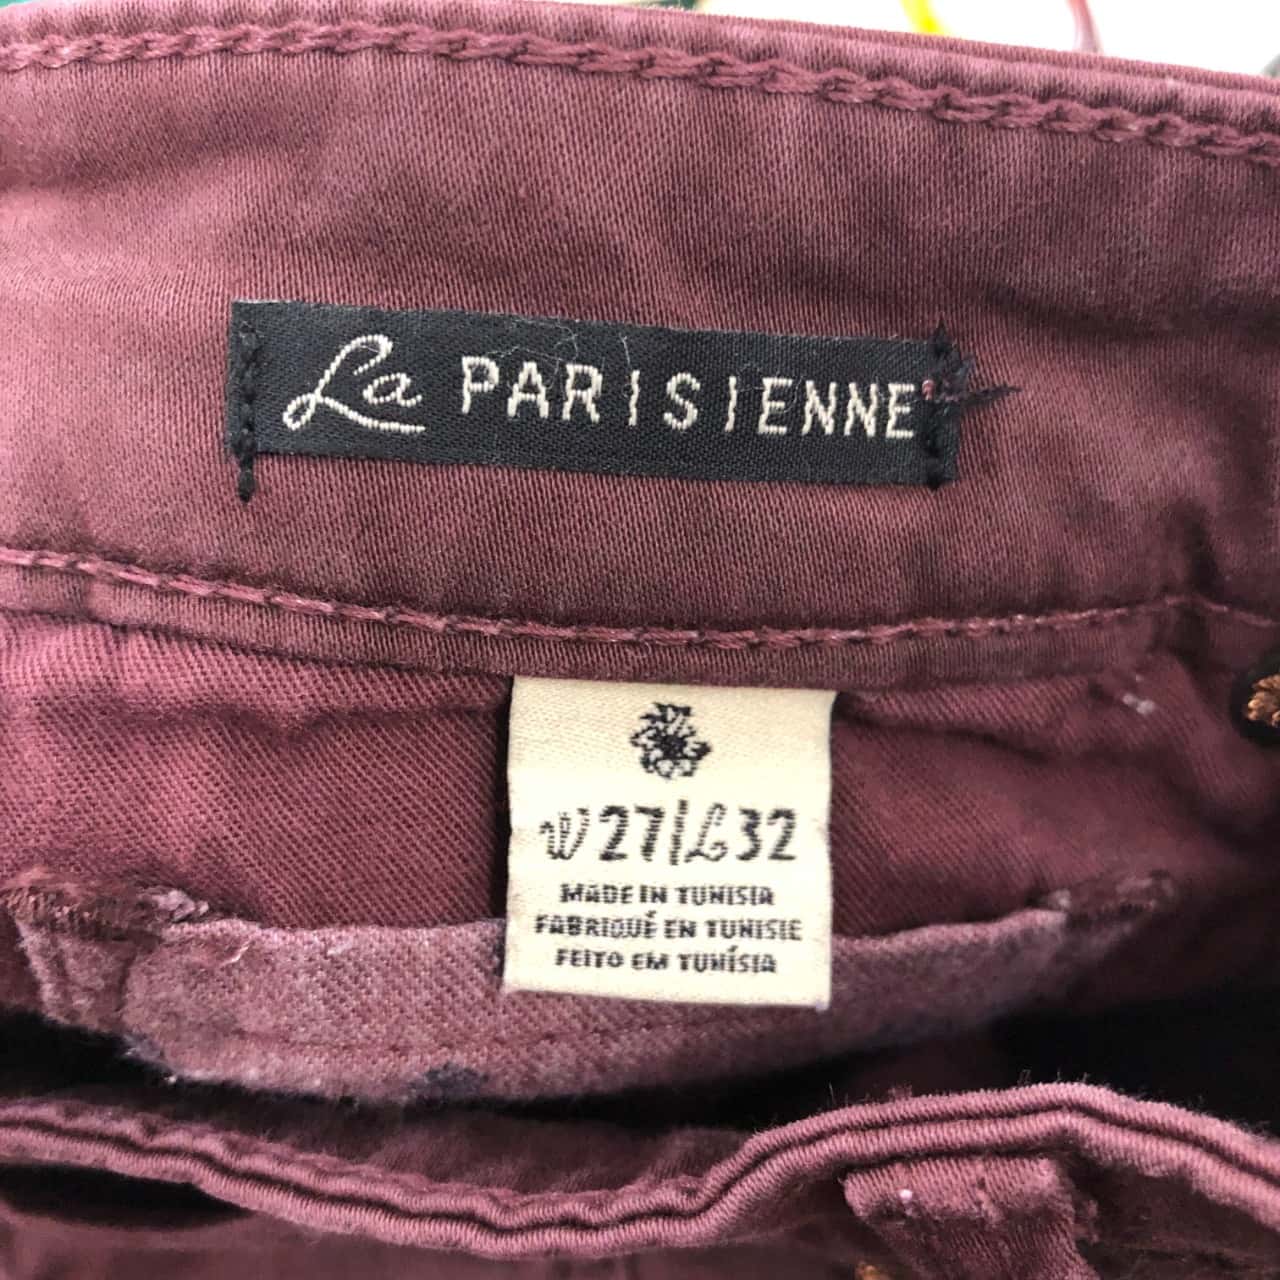 La PARISIENNE
W27/L32
MADE IN TUNISIA
FABRIQUÉ EN TUNISIE
FEITO EM TUNÍSIA